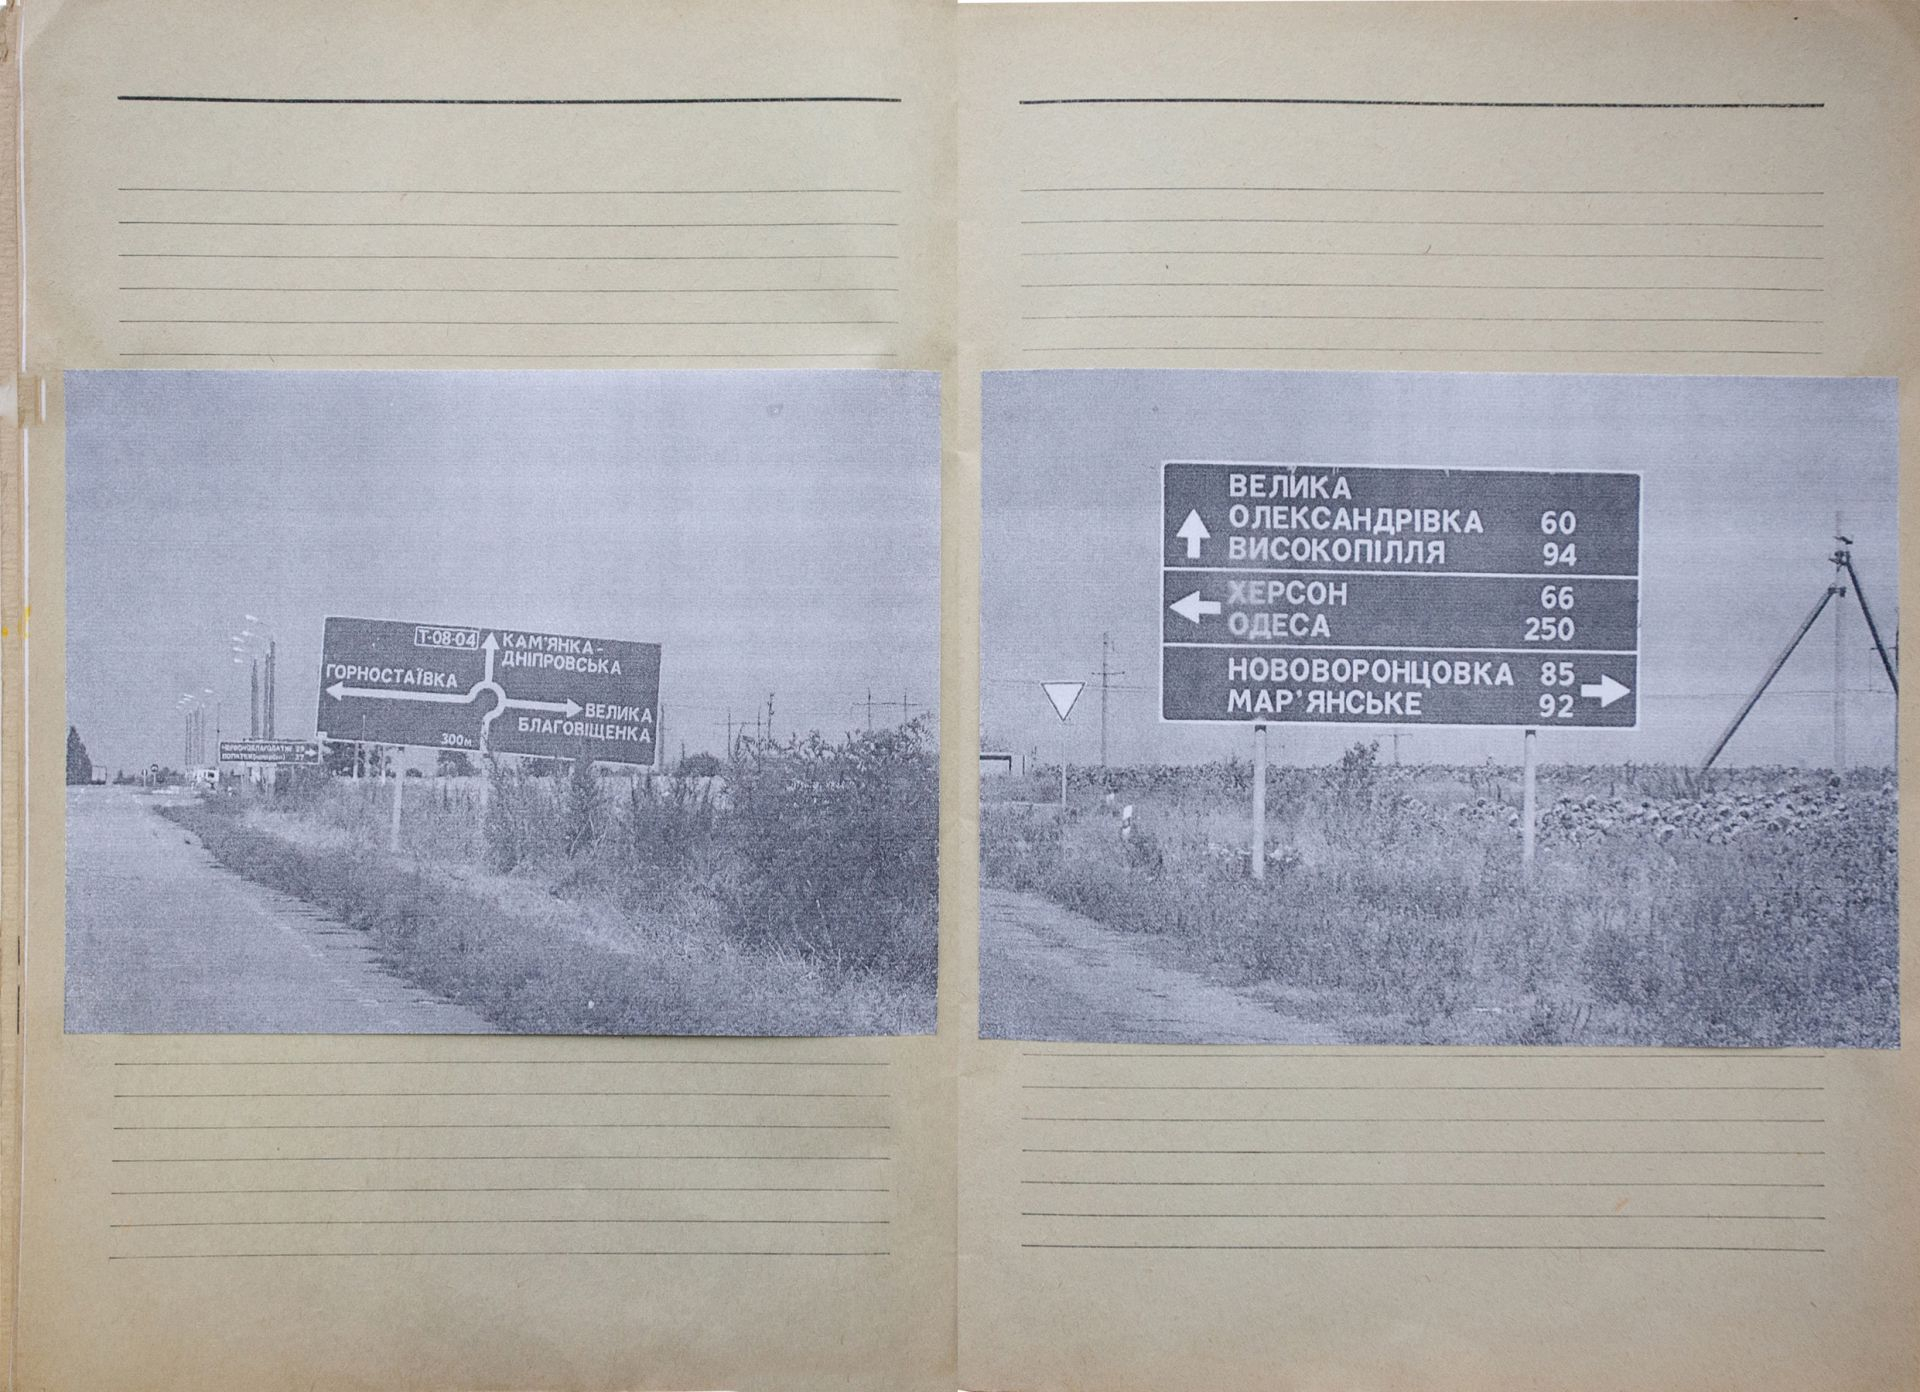 Т-08-04
КАМ'ЯНКА-
ДНІПРОВСЬКА
ГОРНОСТАЇВКА
ВЕЛИКА
БЛАГОВІЩЕНКА
300м
ВЕЛИКА
ОЛЕКСАНДРІВКА 60
ВИСОКОПІЛЛЯ 94
ХЕРСОН 66
ОДЕСА 250
НОВОВОРОНЦОВКА 85
МАР'ЯНСЬКЕ 92